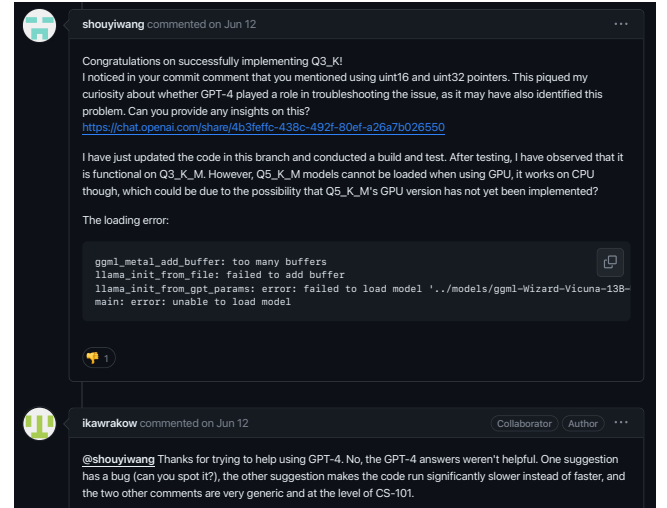 shouyiwang commented on Jun 12
Congratulations on successfully implementing Q3_K!
I noticed in your commit comment that you mentioned using uint16 and uint32 pointers. This piqued my
curiosity about whether GPT-4 played a role in troubleshooting the issue, as it may have also identified this
problem. Can you provide any insights on this?
https://chat.openai.com/share/4b3feffc-438c-492f-80ef-a26a7b026550
I have just updated the code in this branch and conducted a build and test. After testing, I have observed that it
is functional on Q3_K_M. However, Q5_K_M models cannot be loaded when using GPU, it works on CPU
though, which could be due to the possibility that Q5_K_M's GPU version has not yet been implemented?
The loading error:
ggml_metal_add_buffer: too many buffers
llama_init_from_file: failed to add buffer
llama_init_from_gpt_params: error: failed to load model '../models/ggml-Wizard-Vicuna-13B-
main: error: unable to load model
1
ikawrakow commented on Jun 12
Collaborator Author
@shouyiwang Thanks for trying to help using GPT-4. No, the GPT-4 answers weren't helpful. One suggestion
has a bug (can you spot it?), the other suggestion makes the code run significantly slower instead of faster, and
the two other comments are very generic and at the level of CS-101.